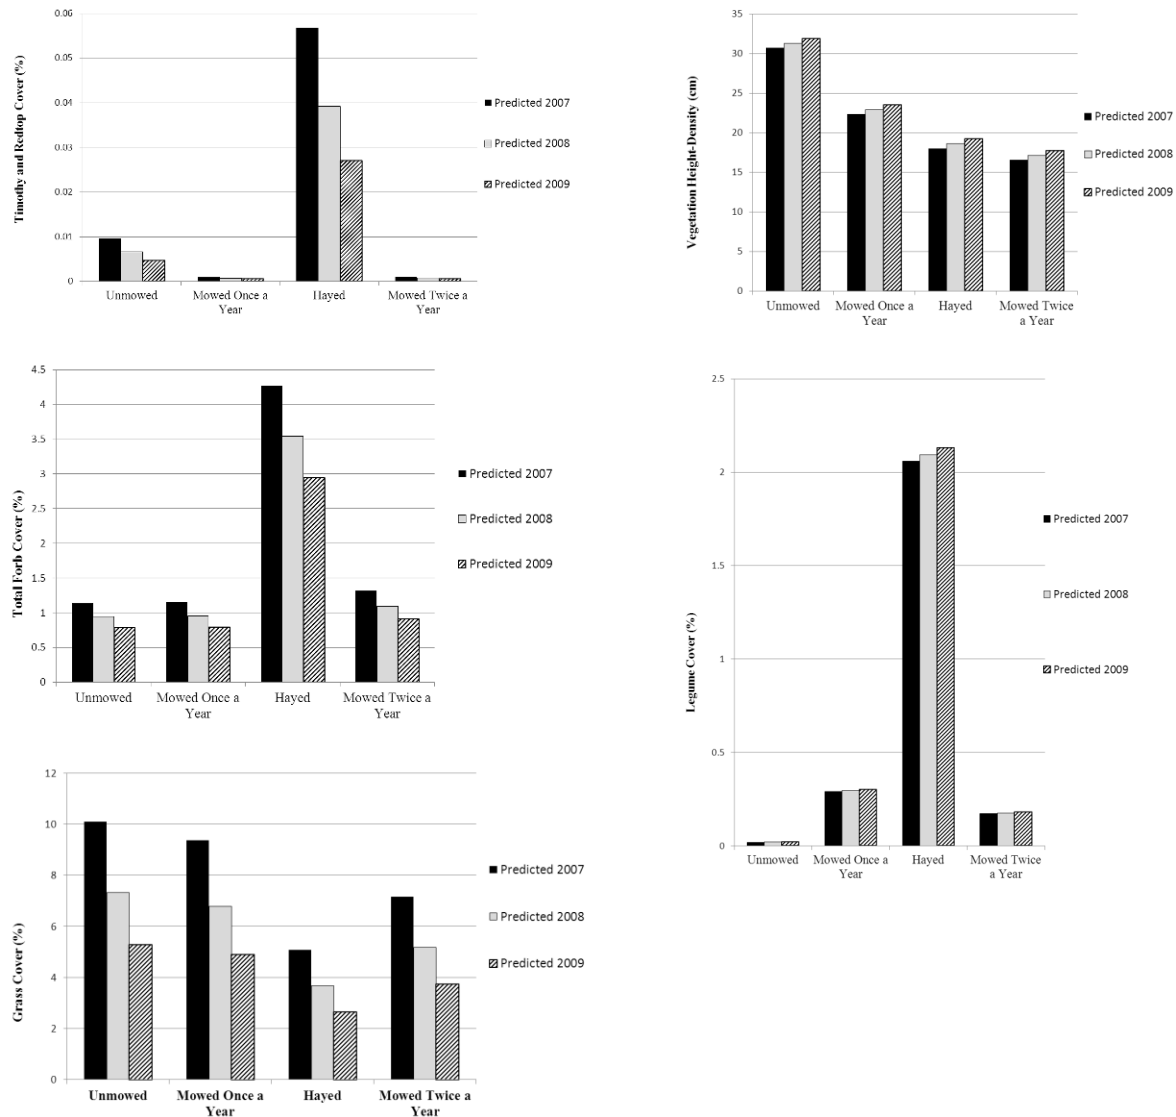 Timothy and Redtop Cover (%)
0.06
0.05
0.04
0.03
0.02
0.01
0
Unmowed
Mowed Once a
Year
Hayed
Mowed Twice a
Year
Predicted 2007
Predicted 2008
Predicted 2009
Vegetation Height-Density (cm)
35
30
25
20
15
10
5
0
Unmowed
Mowed Once a
Year
Hayed
Mowed Twice
a Year
Predicted 2007
Predicted 2008
Predicted 2009
Total Forb Cover (%)
4.5
4
3.5
3
2.5
2
1.5
1
0.5
0
Unmowed
Mowed Once a
Year
Hayed
Mowed Twice a
Year
Predicted 2007
Predicted 2008
Predicted 2009
Legume Cover (%)
2.5
2
1.5
1
0.5
0
Unmowed
Mowed Once a
Year
Hayed
Mowed Twice
a Year
Predicted 2007
Predicted 2008
Predicted 2009
Grass Cover (%)
12
10
8
6
4
2
0
Unmowed
Mowed Once a
Year
Hayed
Mowed Twice a
Year
Predicted 2007
Predicted 2008
Predicted 2009